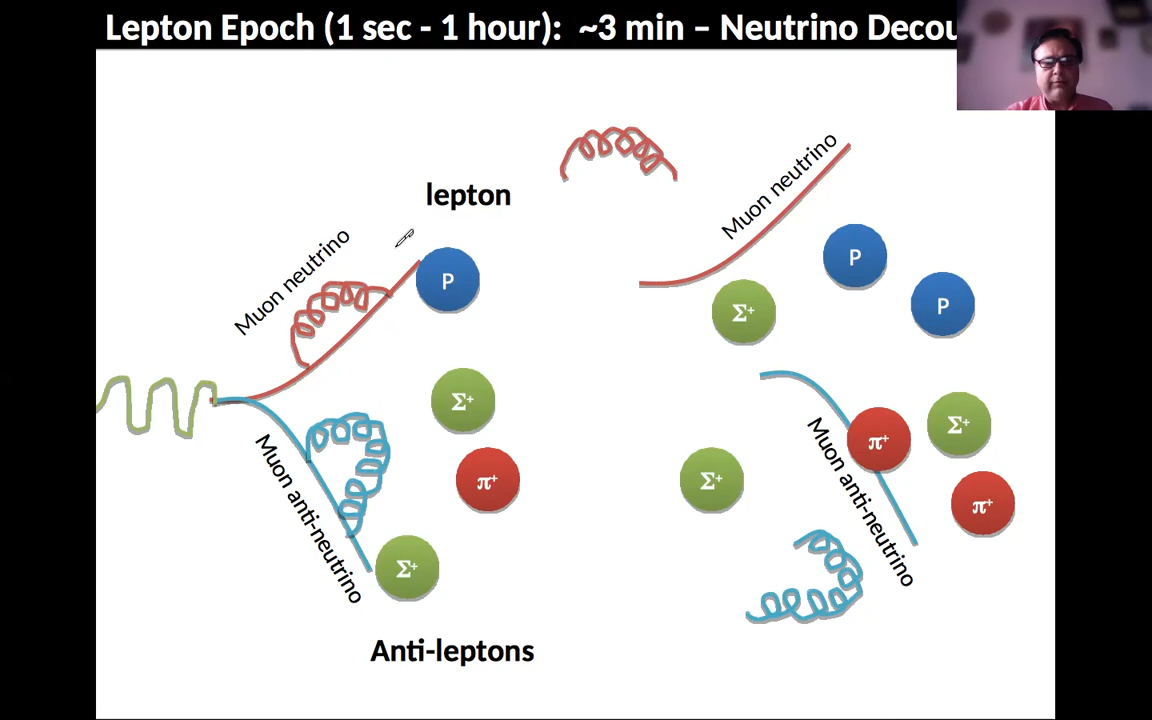 Lepton Epoch (1 sec - 1 hour): ~3 min – Neutrino Decou
lepton
Muon neutrino
P
Σ⁺
π⁺
Muon anti-neutrino
Σ⁺
Anti-leptons
Muon neutrino
P
Σ⁺
P
π⁺
Σ⁺
Σ⁺
π⁺
Muon anti-neutrino